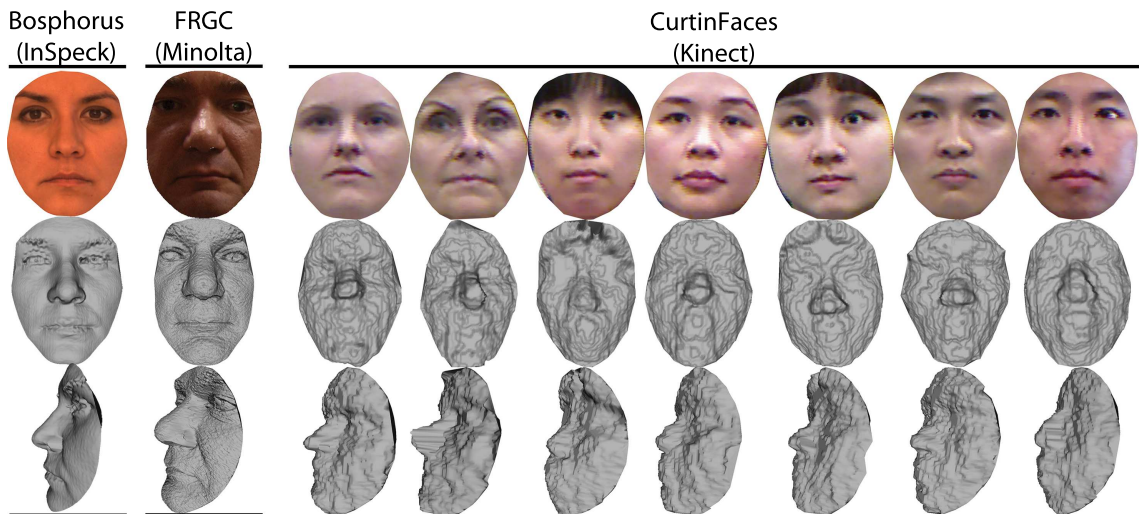 Bosphorus
(InSpeck)
FRGC
(Minolta)
CurtinFaces
(Kinect)